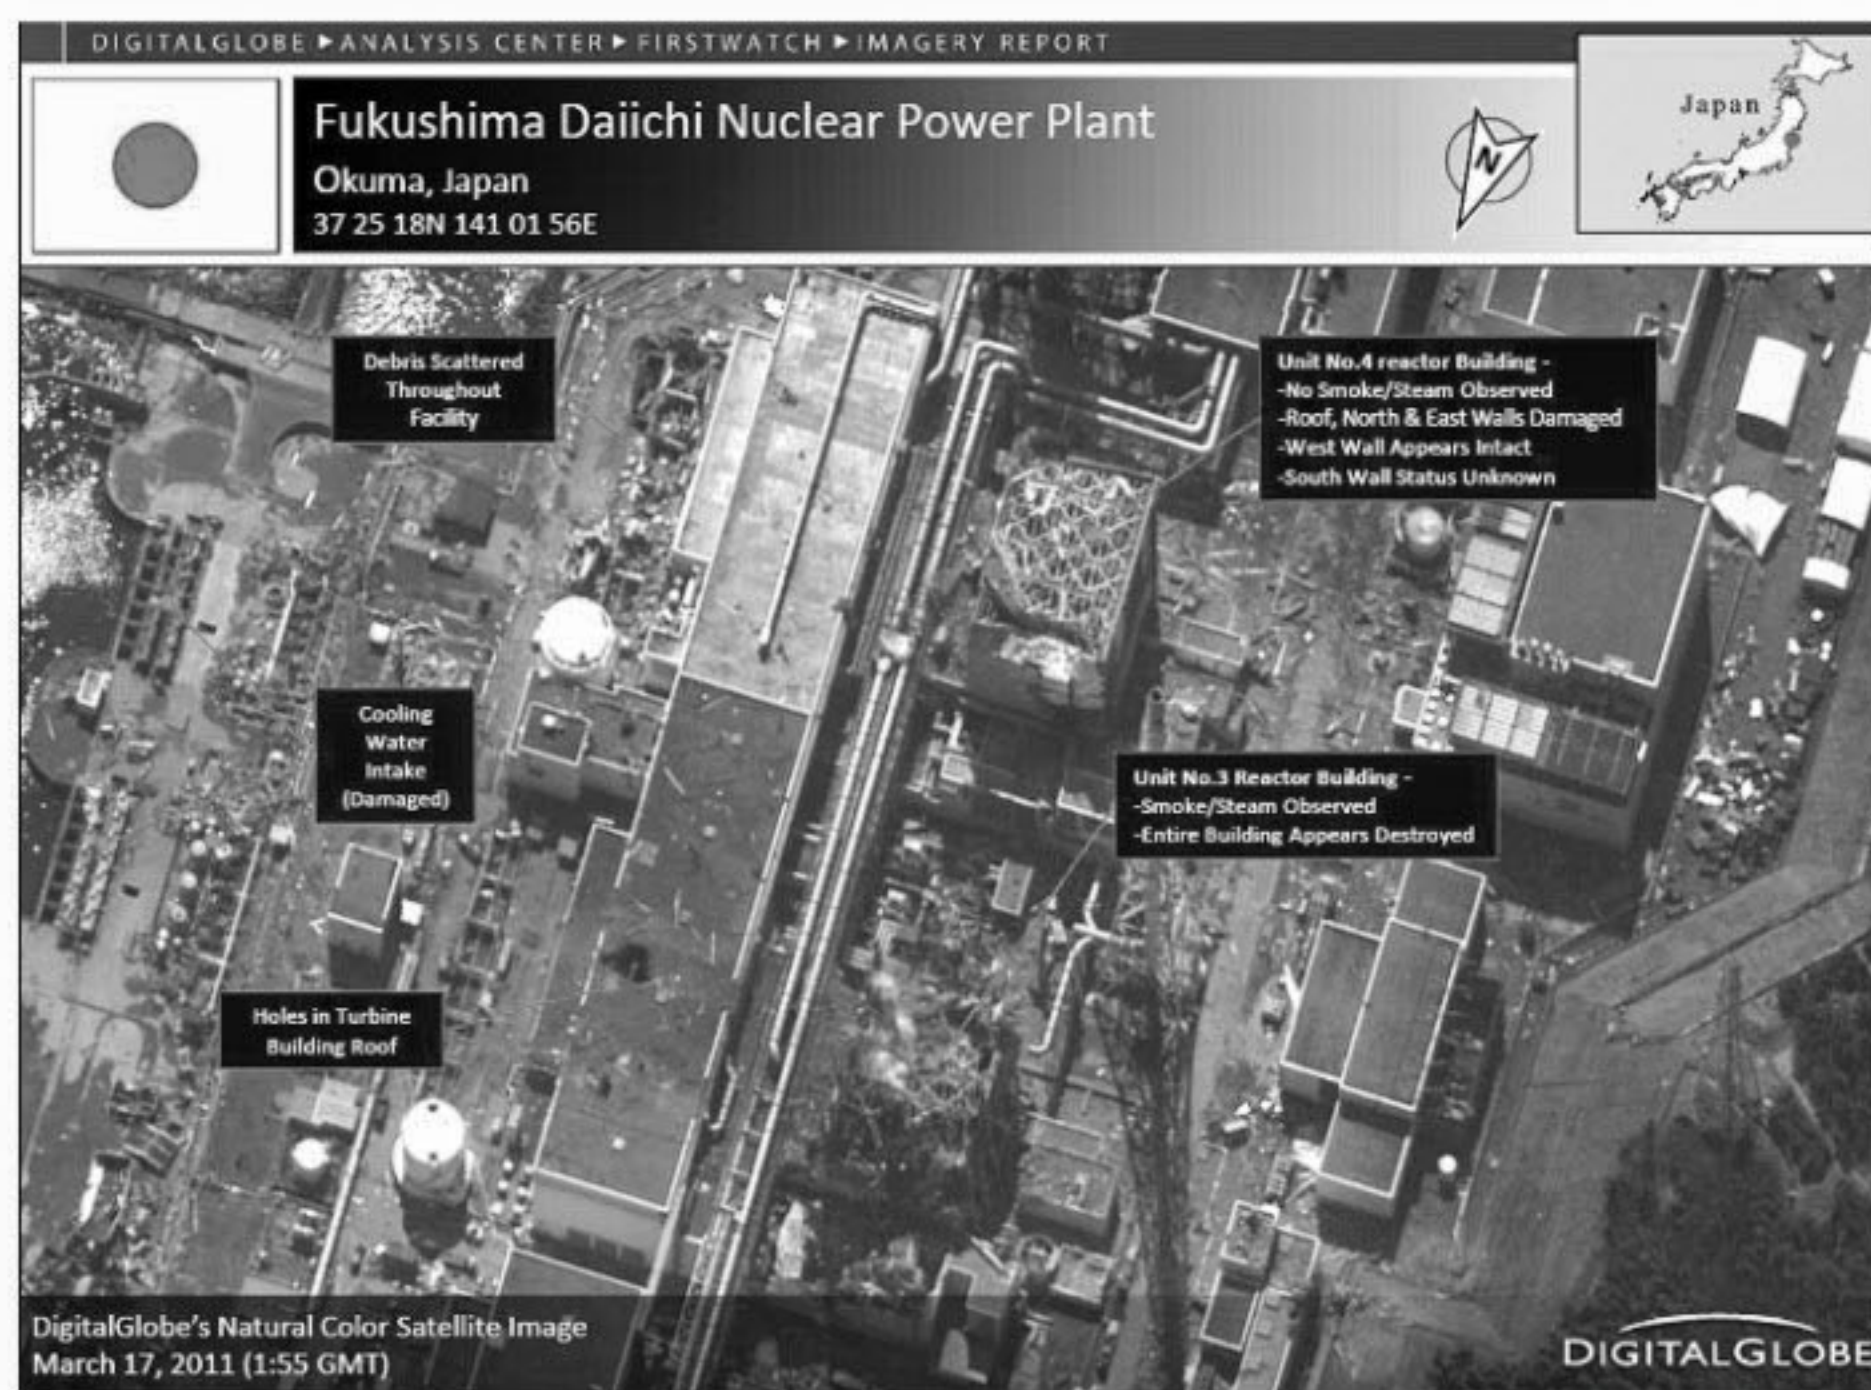 DIGITALGLOBE ▶ ANALYSIS CENTER ▶ FIRSTWATCH ▶ IMAGERY REPORT
Fukushima Daiichi Nuclear Power Plant
Okuma, Japan
37 25 18N 141 01 56E
N
Japan
Debris Scattered
Throughout
Facility
Unit No.4 reactor Building -
-No Smoke/Steam Observed
-Roof, North & East Walls Damaged
-West Wall Appears Intact
-South Wall Status Unknown
Cooling
Water
Intake
(Damaged)
Unit No.3 Reactor Building -
-Smoke/Steam Observed
-Entire Building Appears Destroyed
Holes in Turbine
Building Roof
DigitalGlobe's Natural Color Satellite Image
March 17, 2011 (1:55 GMT)
DIGITALGLOBE